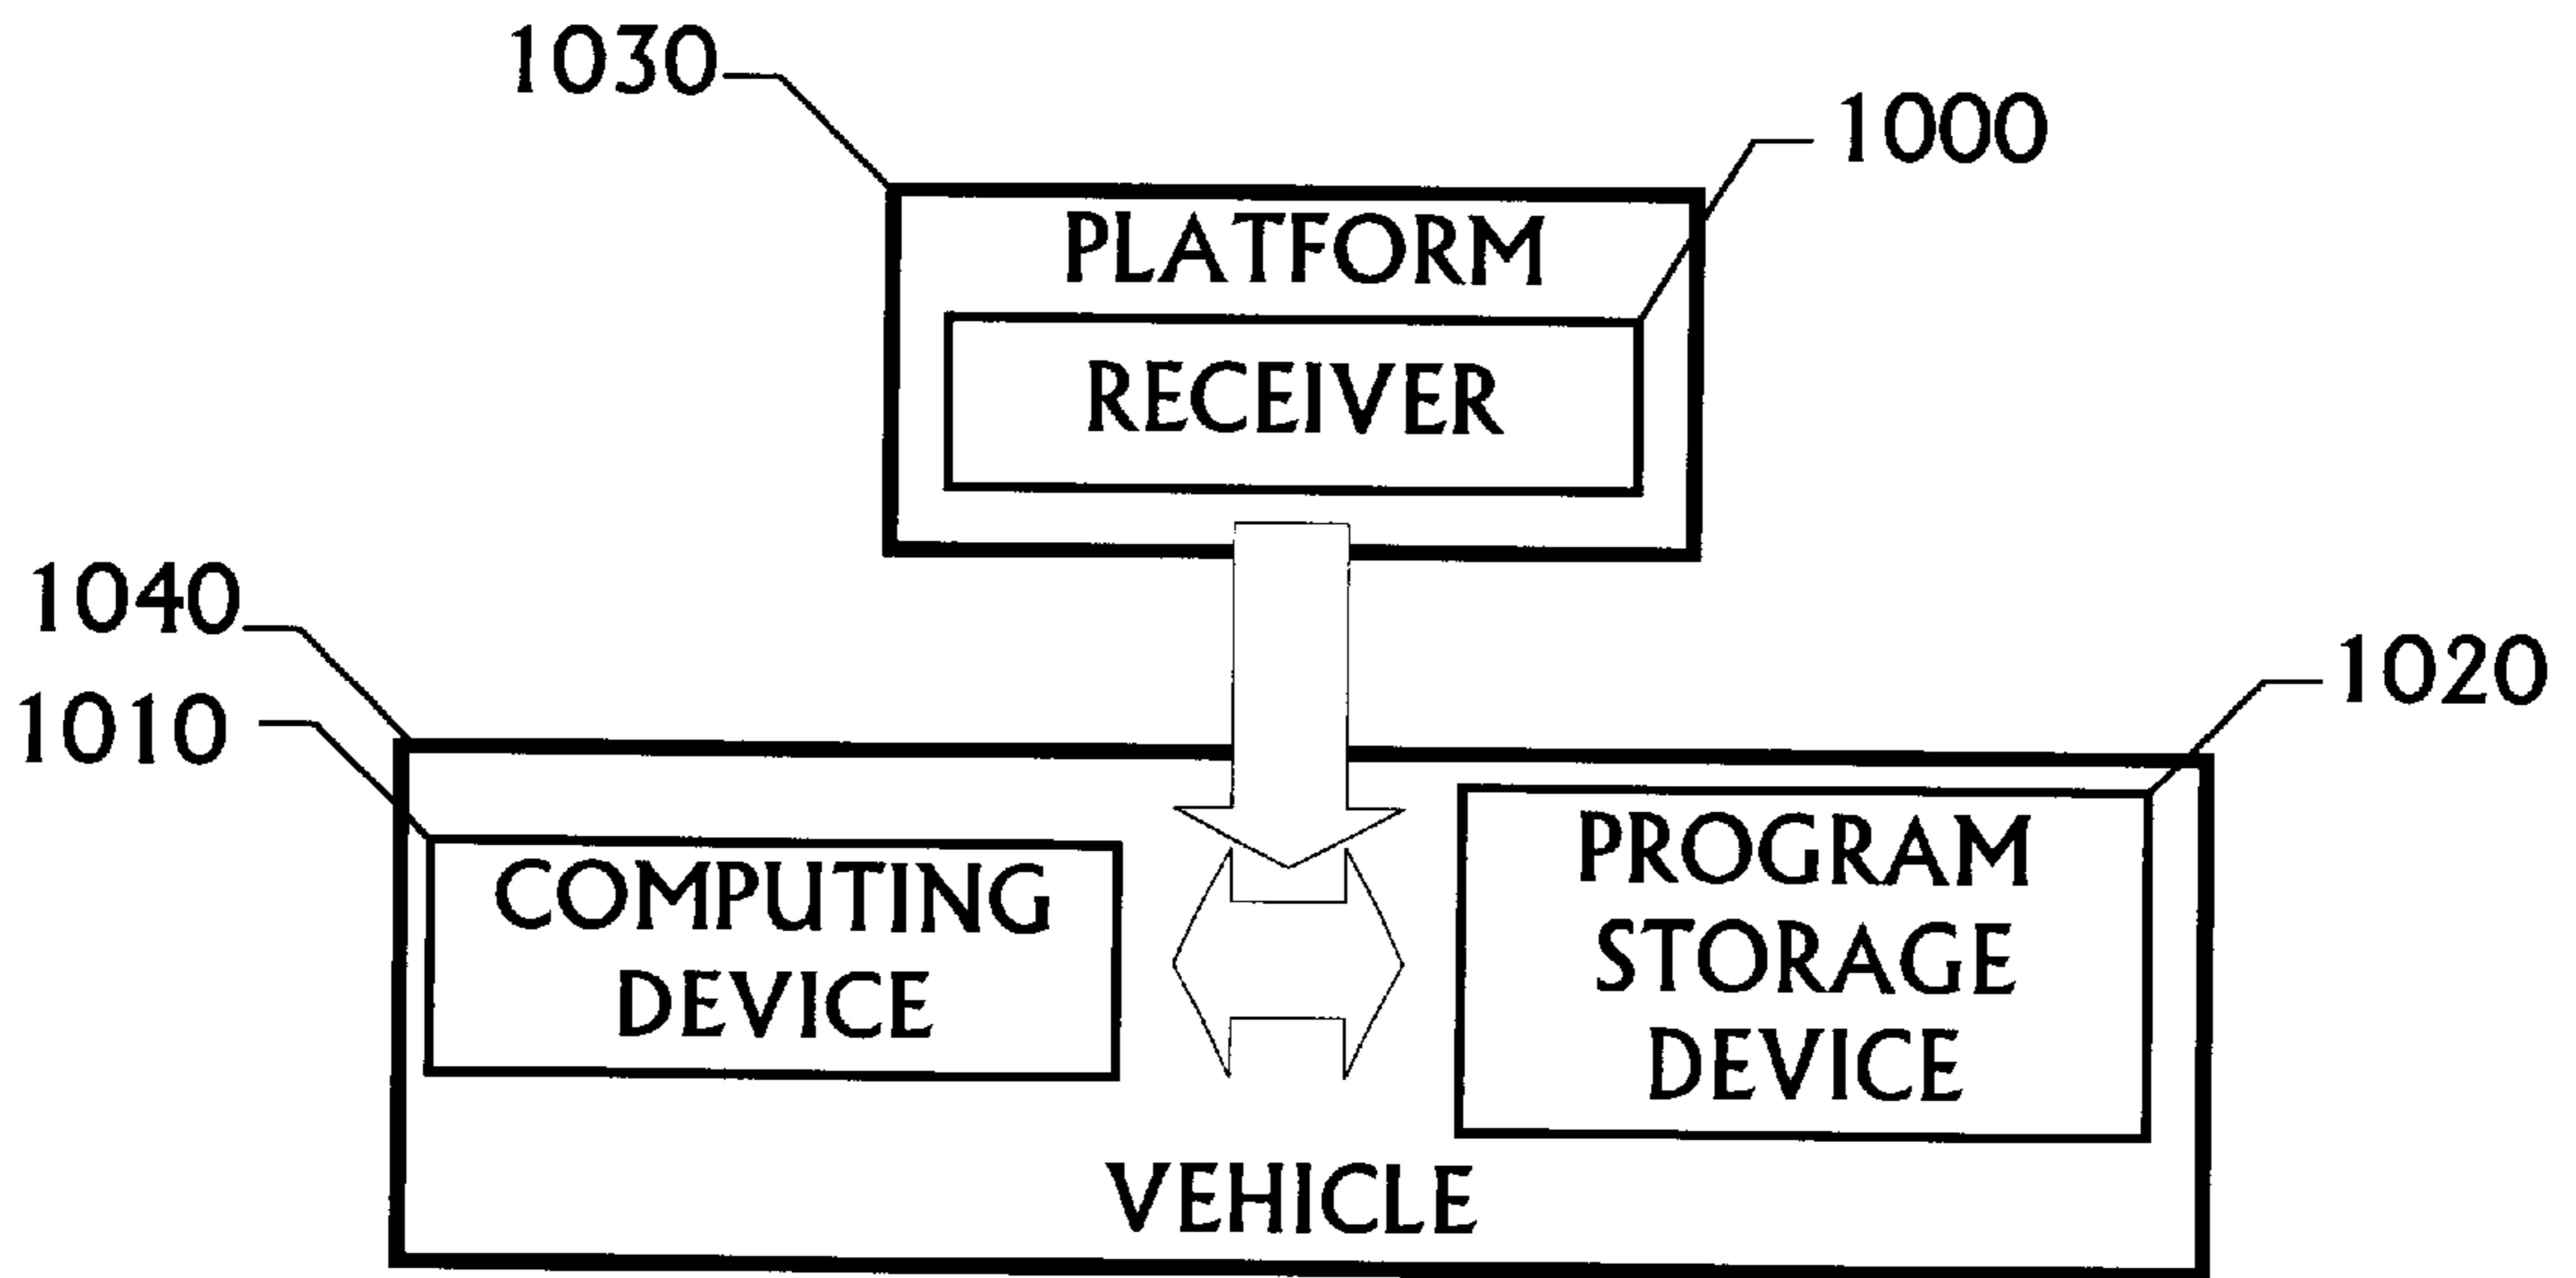 1030
1000
PLATFORM
RECEIVER
1040
1010
1020
COMPUTING
DEVICE
PROGRAM
STORAGE
DEVICE
VEHICLE